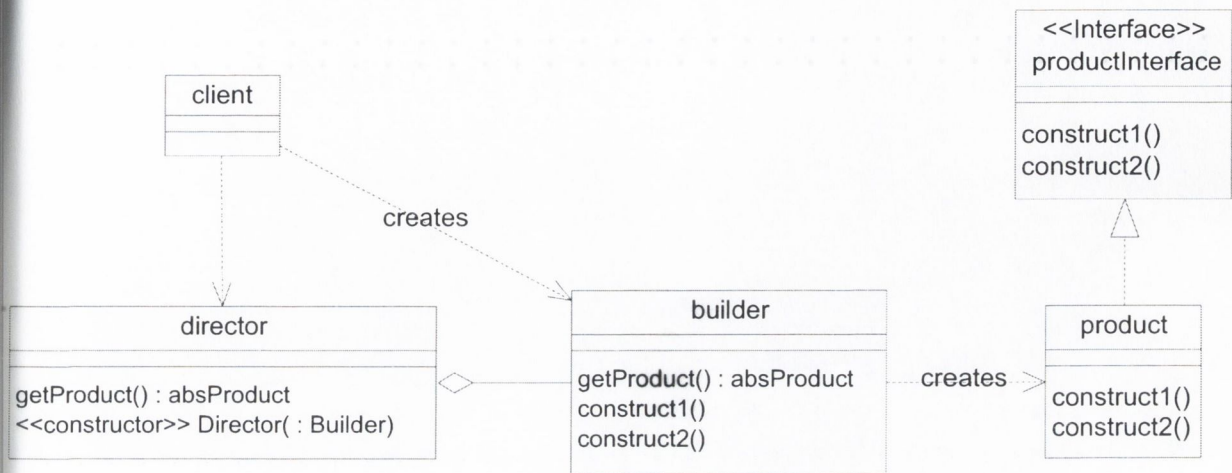 <<Interface>>
productInterface
construct1()
construct2()
client
creates
director
getProduct() : absProduct
<<constructor>> Director( : Builder)
builder
getProduct() : absProduct
construct1()
construct2()
creates
product
construct1()
construct2()